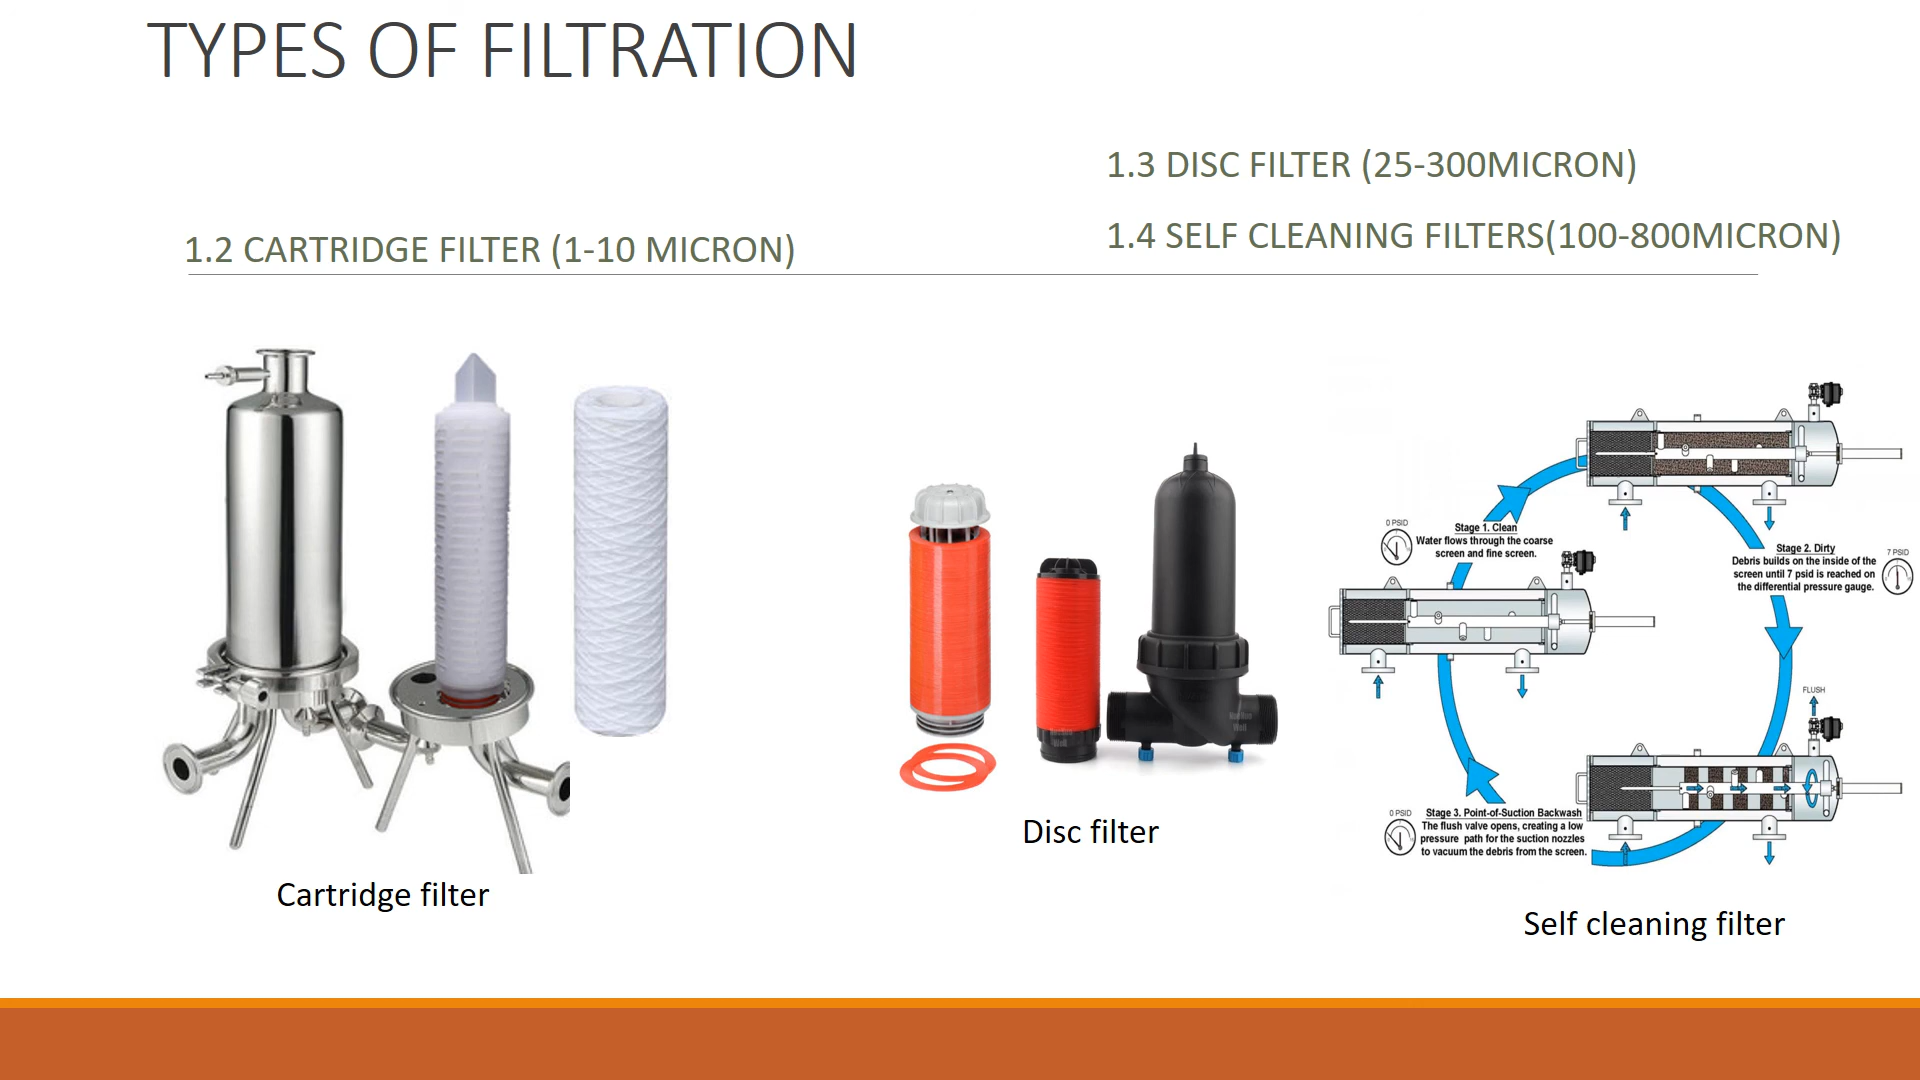 TYPES OF FILTRATION
1.2 CARTRIDGE FILTER (1-10 MICRON)
1.3 DISC FILTER (25-300MICRON)
1.4 SELF CLEANING FILTERS(100-800MICRON)
Cartridge filter
Disc filter
0 PSID
Stage 1. Clean
Water flows through the coarse
screen and fine screen.
Stage 2. Dirty
Debris builds on the inside of the
screen until 7 psid is reached on
the differential pressure gauge.
7 PSID
FLUSH
0 PSID
Stage 3. Point-of-Suction Backwash
The flush valve opens, creating a low
pressure path for the suction nozzles
to vacuum the debris from the screen.
Self cleaning filter